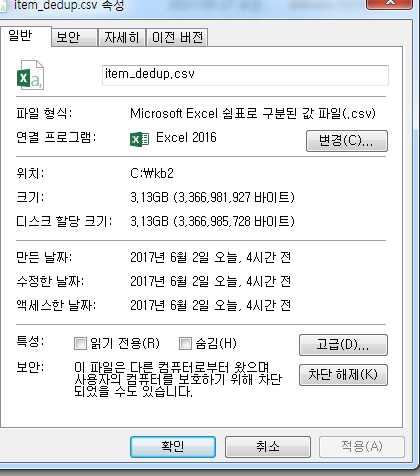 item_dedup.csv 속성
일반 보안 자세히 이전 버전
item_dedup.csv
파일 형식: Microsoft Excel 쉼표로 구분된 값 파일(.csv)
연결 프로그램: Excel 2016 변경(C)...
위치: C:\kb2
크기: 3.13GB (3,366,981,927 바이트)
디스크 할당 크기: 3.13GB (3,366,985,728 바이트)
만든 날짜: 2017년 6월 2일 오늘, 4시간 전
수정한 날짜: 2017년 6월 2일 오늘, 4시간 전
액세스한 날짜: 2017년 6월 2일 오늘, 4시간 전
특성: 읽기 전용(R) 숨김(H) 고급(D)...
보안: 이 파일은 다른 컴퓨터로부터 왔으며
사용자의 컴퓨터를 보호하기 위해 차단
되었을 수도 있습니다. 차단 해제(K)
확인 취소 적용(A)